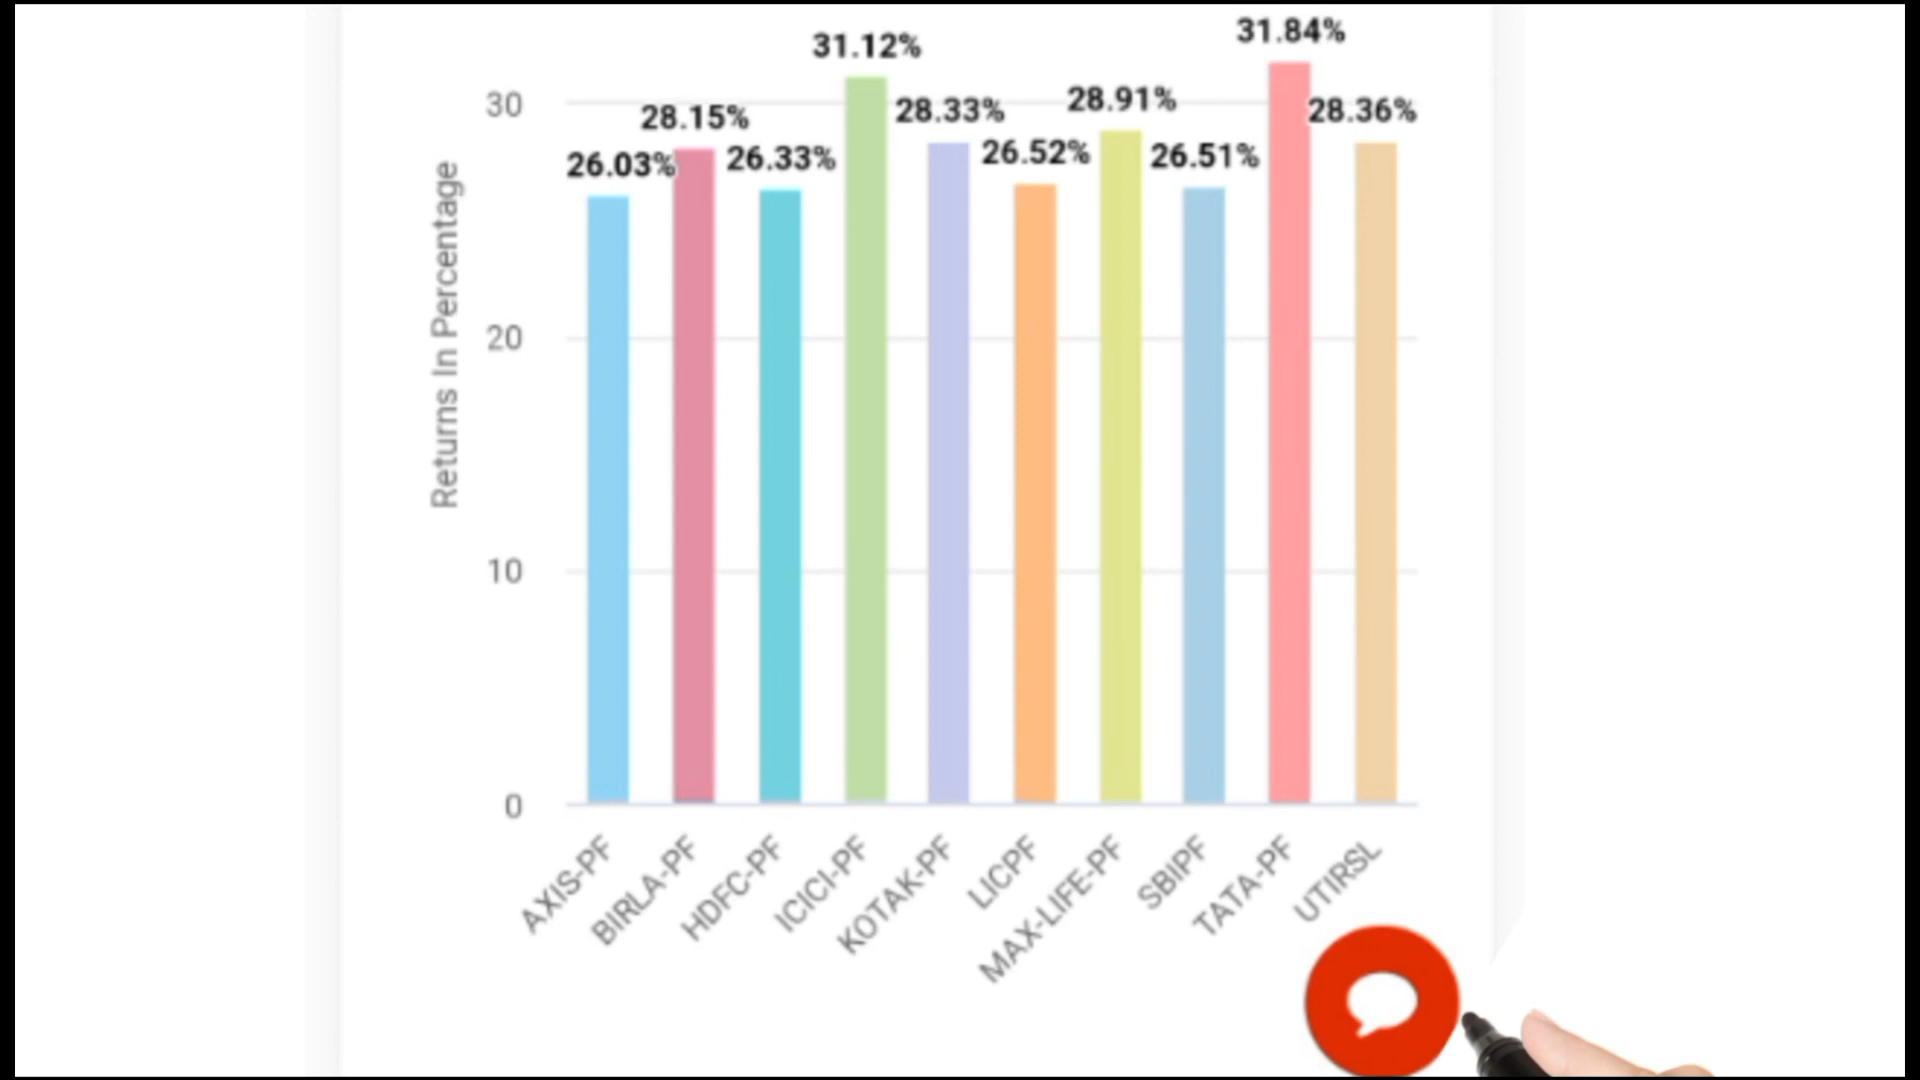 Returns In Percentage
30
20
10
0
26.03%
28.15%
26.33%
31.12%
28.33%
26.52%
28.91%
26.51%
31.84%
28.36%
AXIS-PF
BIRLA-PF
HDFC-PF
ICICI-PF
KOTAK-PF
LICPF
MAX-LIFE-PF
SBIPF
TATA-PF
UTIRSL